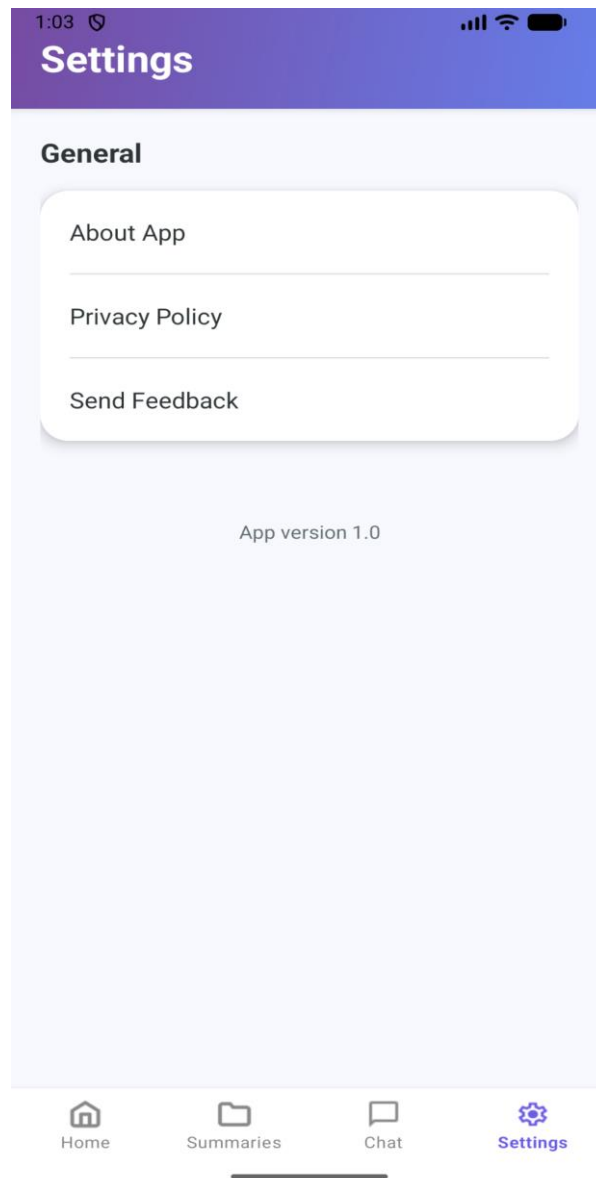 1:03
Settings
General
About App
Privacy Policy
Send Feedback
App version 1.0
Home Summaries Chat Settings